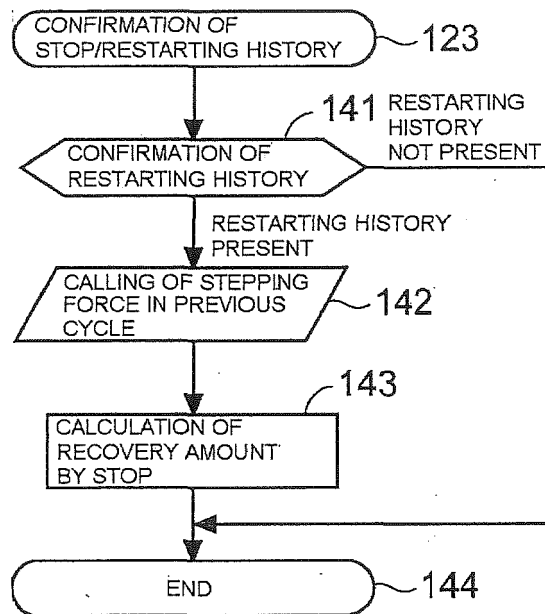 CONFIRMATION OF
STOP/RESTARTING HISTORY
123
141
RESTARTING
HISTORY
NOT PRESENT
CONFIRMATION OF
RESTARTING HISTORY
RESTARTING HISTORY
PRESENT
CALLING OF STEPPING
FORCE IN PREVIOUS
CYCLE
142
143
CALCULATION OF
RECOVERY AMOUNT
BY STOP
END
144